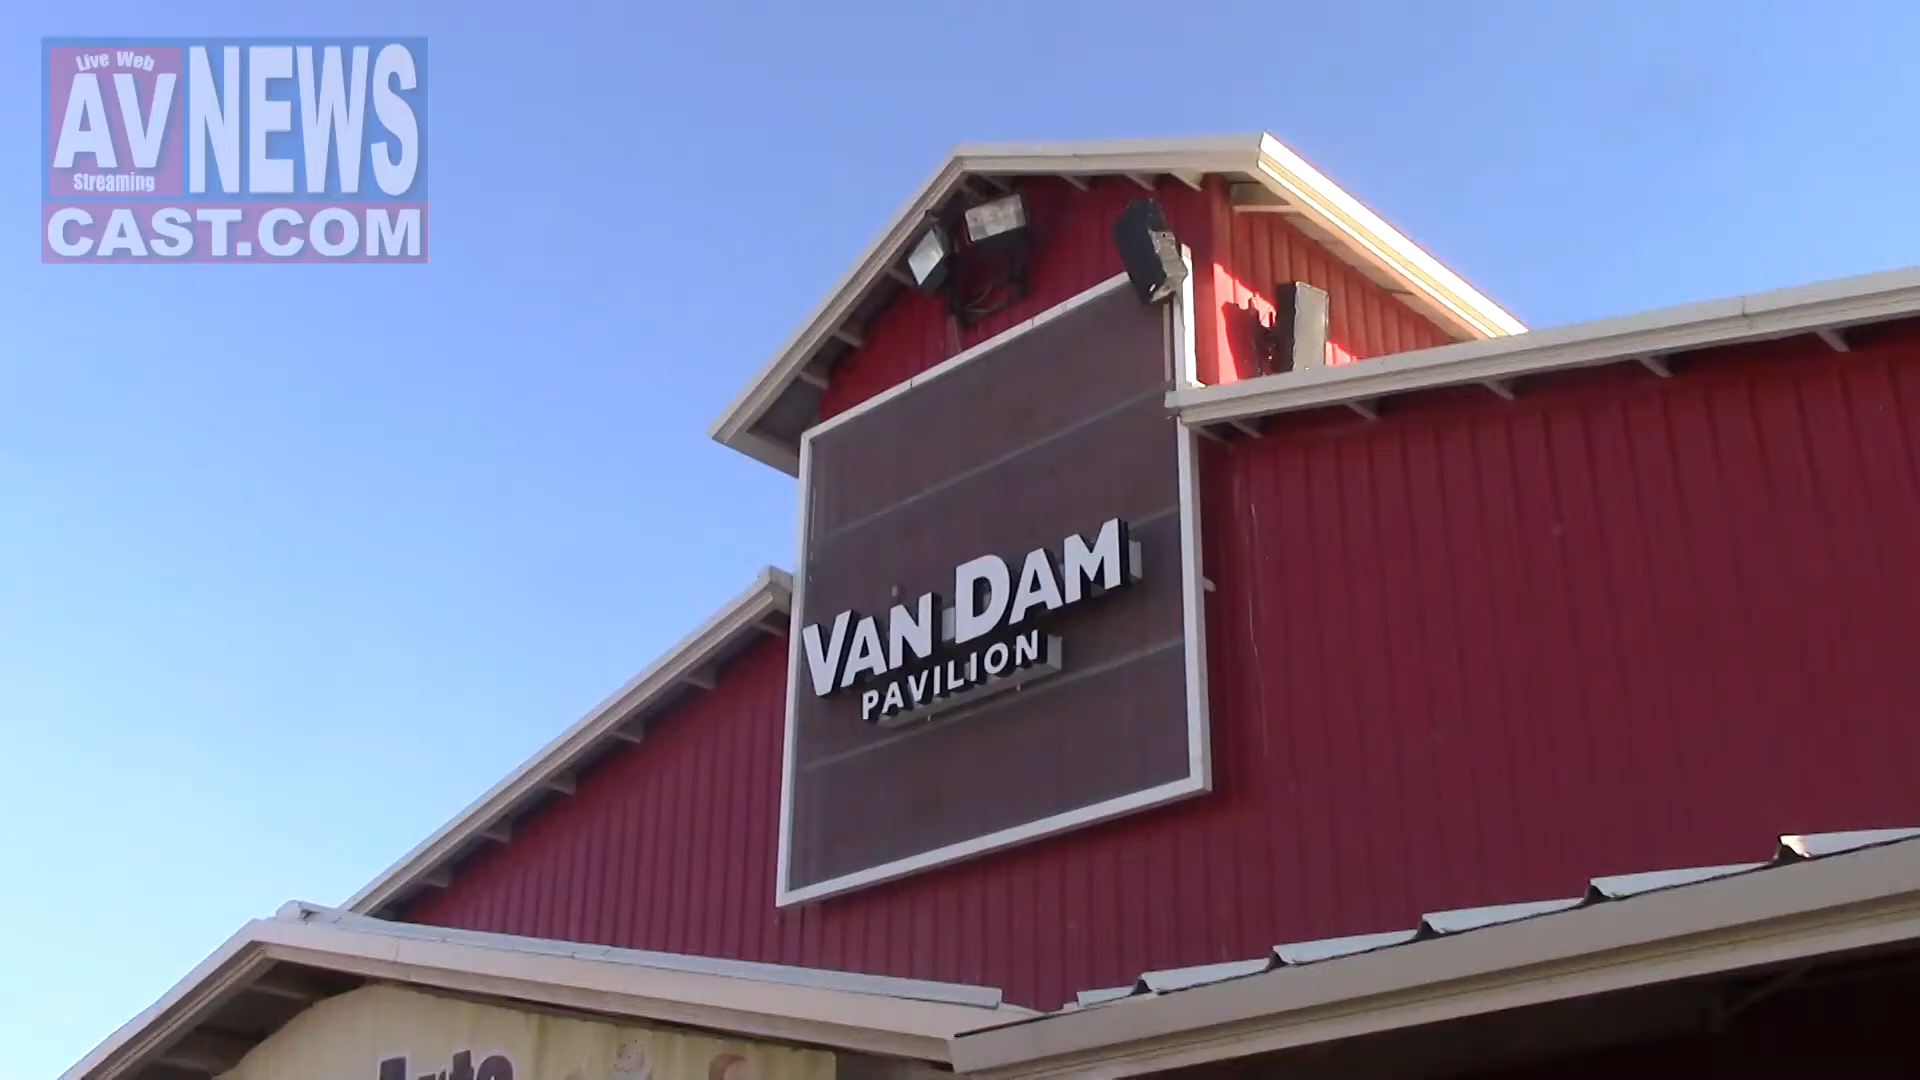 Live Web
AV
Streaming
NEWS
CAST.COM
VAN DAM
PAVILION